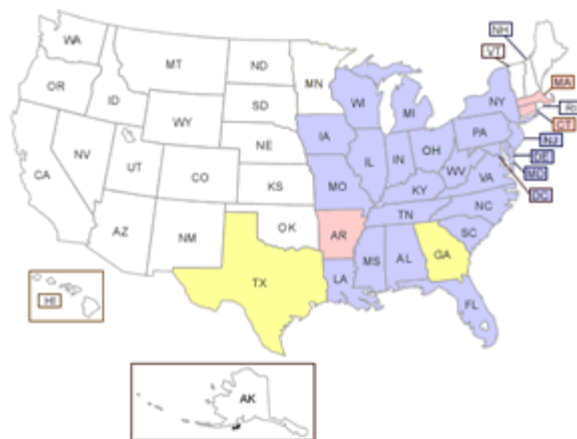 WA
NH
VT
MT
ND
MN
OR
ID
SD
WI
MI
NY
MA
RI
CT
WY
IA
PA
NJ
NE
OH
DE
NV
UT
IL
IN
MD
CA
CO
WV
VA
DC
KS
MO
KY
NC
TN
AZ
NM
OK
AR
SC
MS
AL
GA
TX
LA
FL
HI
AK